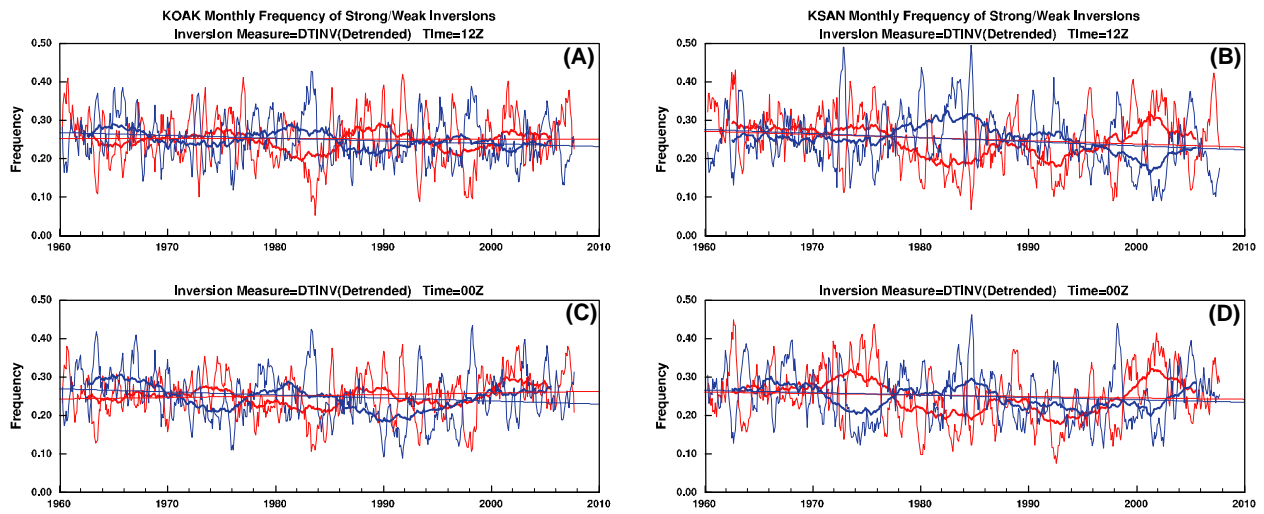 KOAK Monthly Frequency of Strong/Weak Inversions
Inversion Measure=DTINV(Detrended) TIme=12Z
(A)
Frequency
0.50
0.40
0.30
0.20
0.10
0.00
1960 1970 1980 1990 2000 2010
KSAN Monthly Frequency of Strong/Weak Inversions
Inversion Measure=DTINV(Detrended) TIme=12Z
(B)
Frequency
0.50
0.40
0.30
0.20
0.10
0.00
1960 1970 1980 1990 2000 2010
Inversion Measure=DTINV(Detrended) Time=00Z
(C)
Frequency
0.50
0.40
0.30
0.20
0.10
0.00
1960 1970 1980 1990 2000 2010
Inversion Measure=DTINV(Detrended) Time=00Z
(D)
Frequency
0.50
0.40
0.30
0.20
0.10
0.00
1960 1970 1980 1990 2000 2010